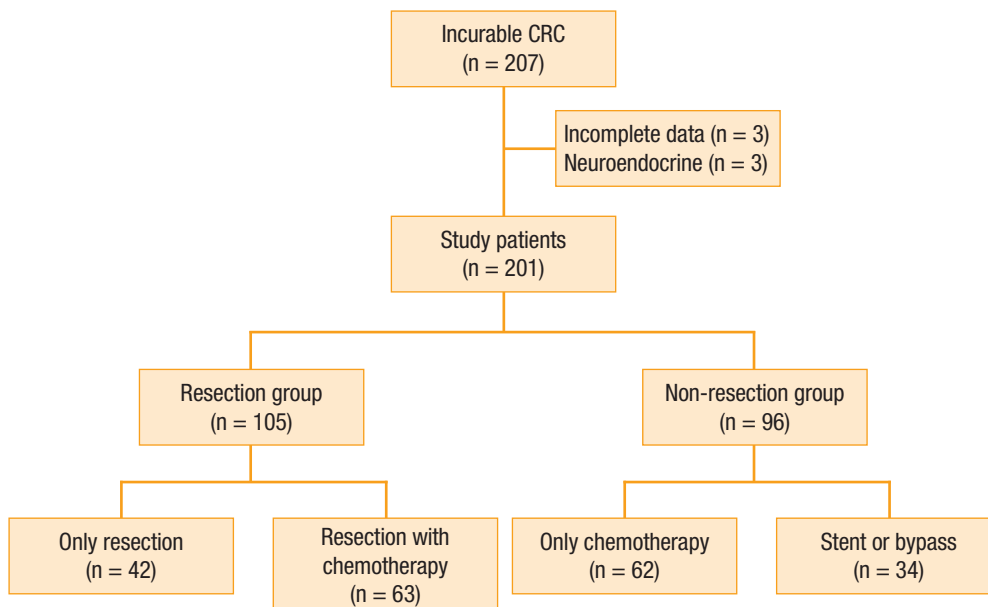 Incurable CRC
(n = 207)
Incomplete data (n = 3)
Neuroendocrine (n = 3)
Study patients
(n = 201)
Resection group
(n = 105)
Non-resection group
(n = 96)
Only resection
(n = 42)
Resection with
chemotherapy
(n = 63)
Only chemotherapy
(n = 62)
Stent or bypass
(n = 34)